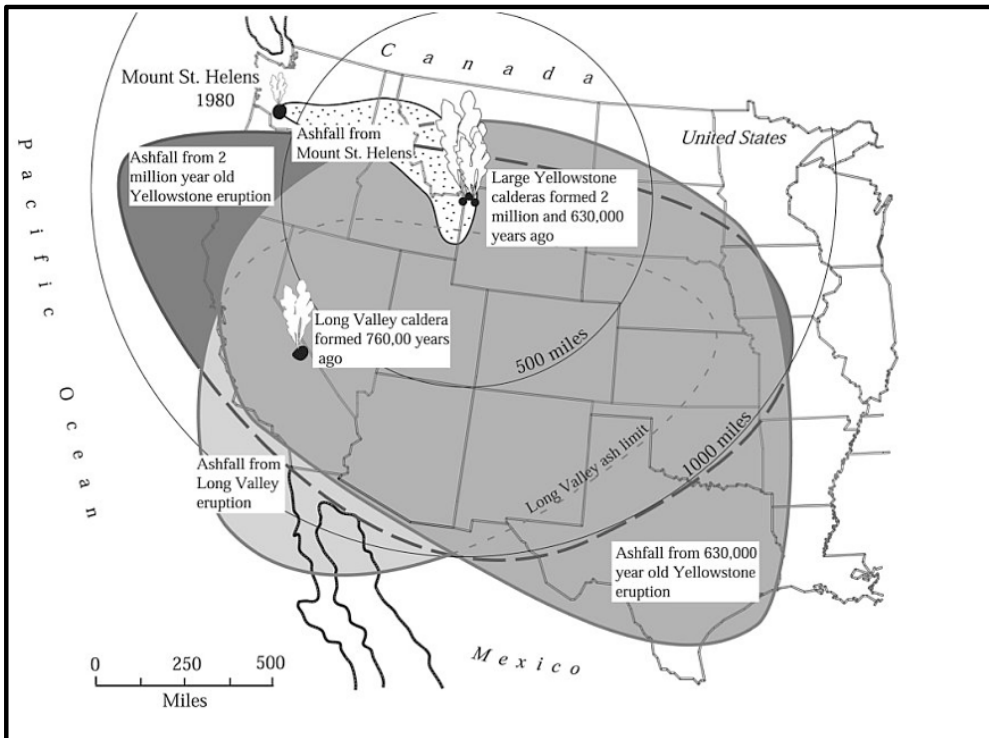 Canada
Mount St. Helens
1980
United States
Ashfall from
Mount St. Helens
Ashfall from 2
million year old
Yellowstone eruption
Large Yellowstone
calderas formed 2
million and 630,000
years ago
Pacific Ocean
Long Valley caldera
formed 760,00 years
ago
500 miles
1000 miles
Long Valley ash limit
Ashfall from
Long Valley
eruption
Ashfall from 630,000
year old Yellowstone
eruption
Mexico
0 250 500
Miles